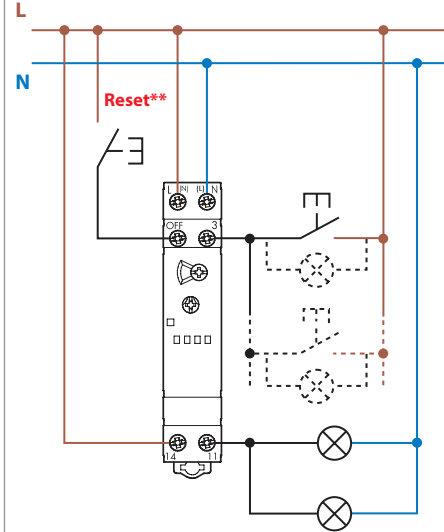 L
N
Reset**
L (N) (L) N
OFF 3
14 11